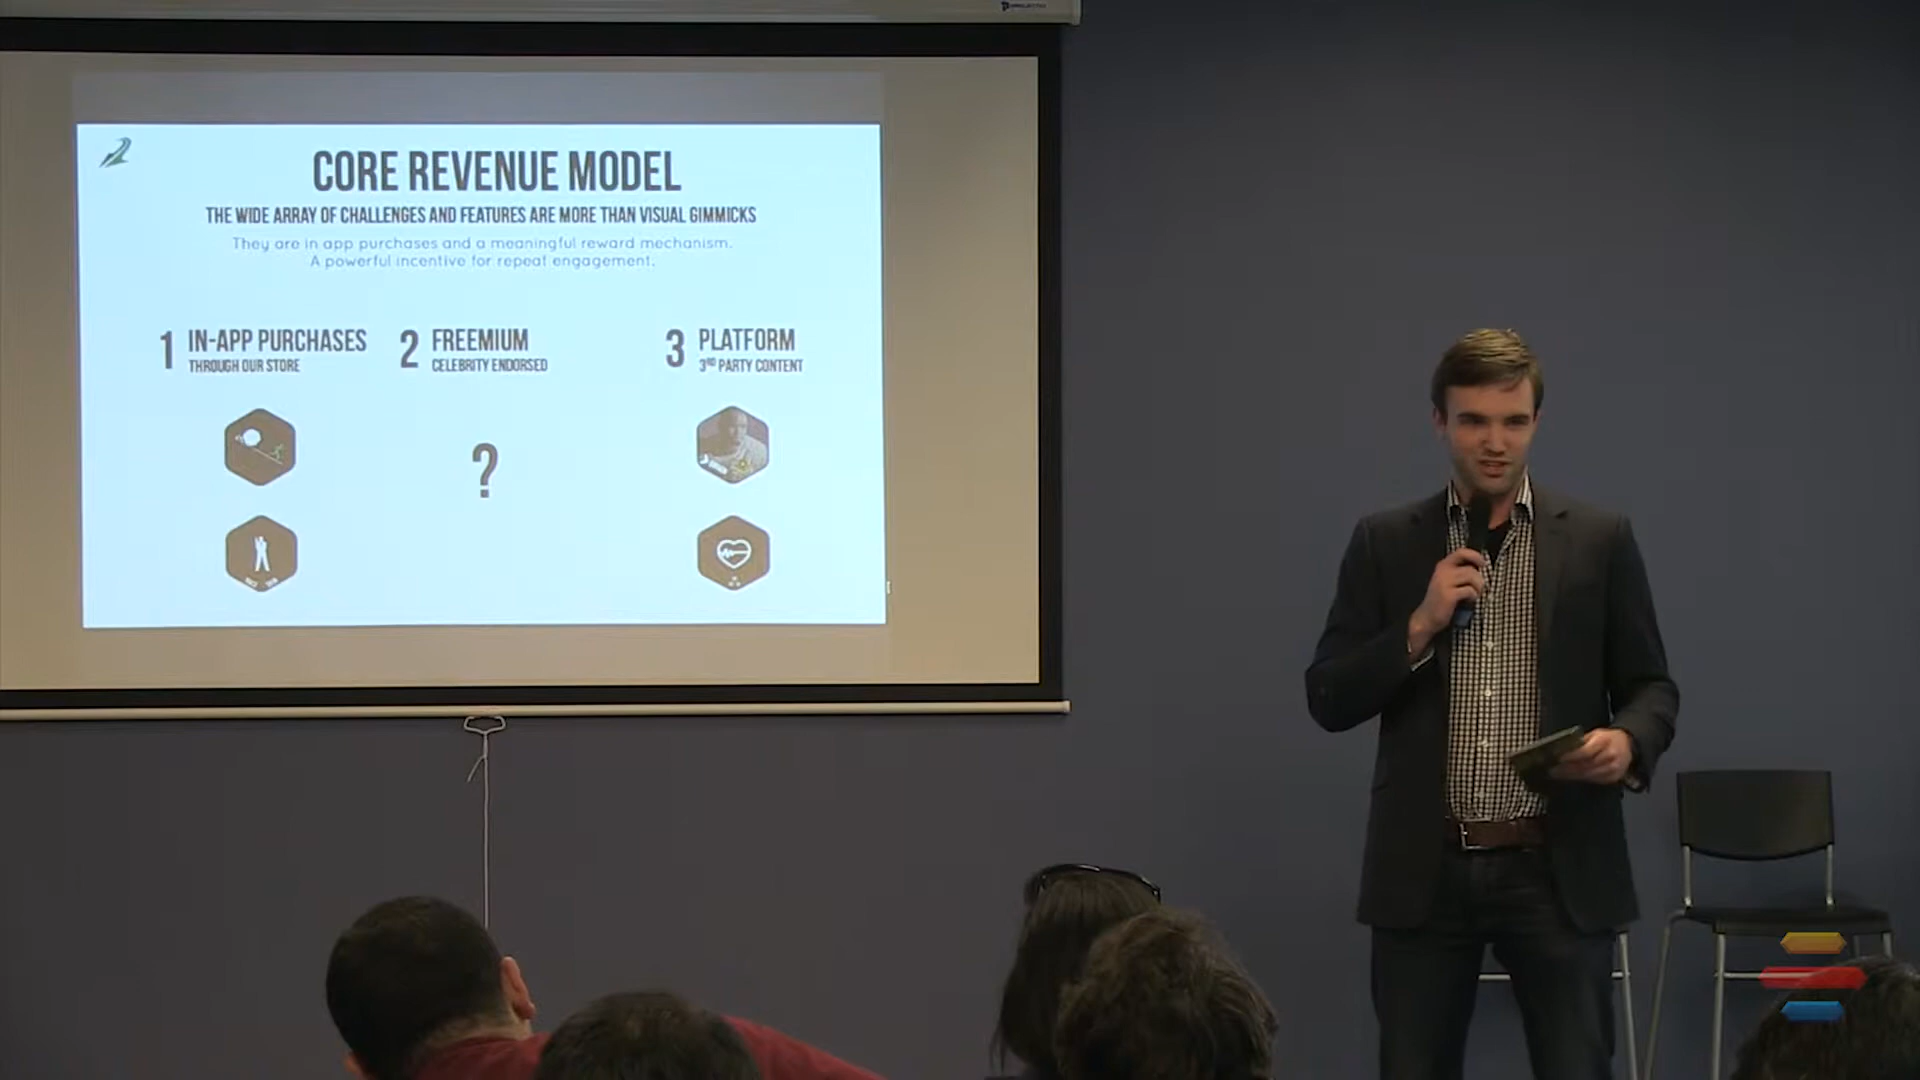 CORE REVENUE MODEL
THE WIDE ARRAY OF CHALLENGES AND FEATURES ARE MORE THAN VISUAL GIMMICKS
They are in app purchases and a meaningful reward mechanism.
A powerful incentive for repeat engagement.
1 IN-APP PURCHASES
THROUGH OUR STORE
2 FREEMIUM
CELEBRITY ENDORSED
?
3 PLATFORM
3RD PARTY CONTENT